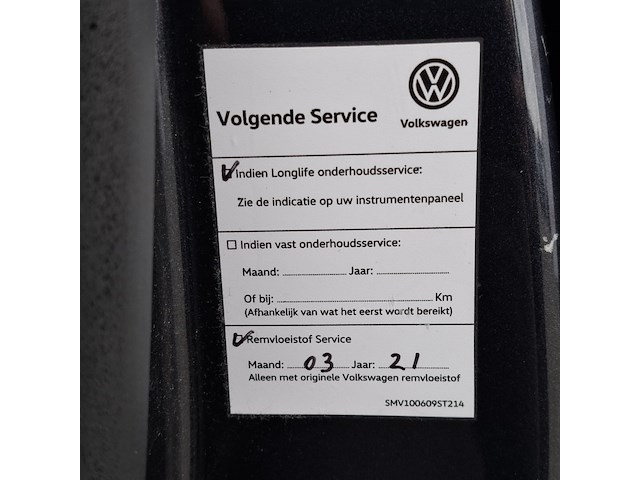 Volgende Service
Volkswagen
Indien Longlife onderhoudsservice:
Zie de indicatie op uw instrumentenpaneel
Indien vast onderhoudsservice:
Maand: Jaar:
Of bij: Km
(Afhankelijk van wat het eerst wordt bereikt)
Remvloeistof Service
Maand: 03 Jaar: 21
Alleen met originele Volkswagen remvloeistof
SMV100609ST214